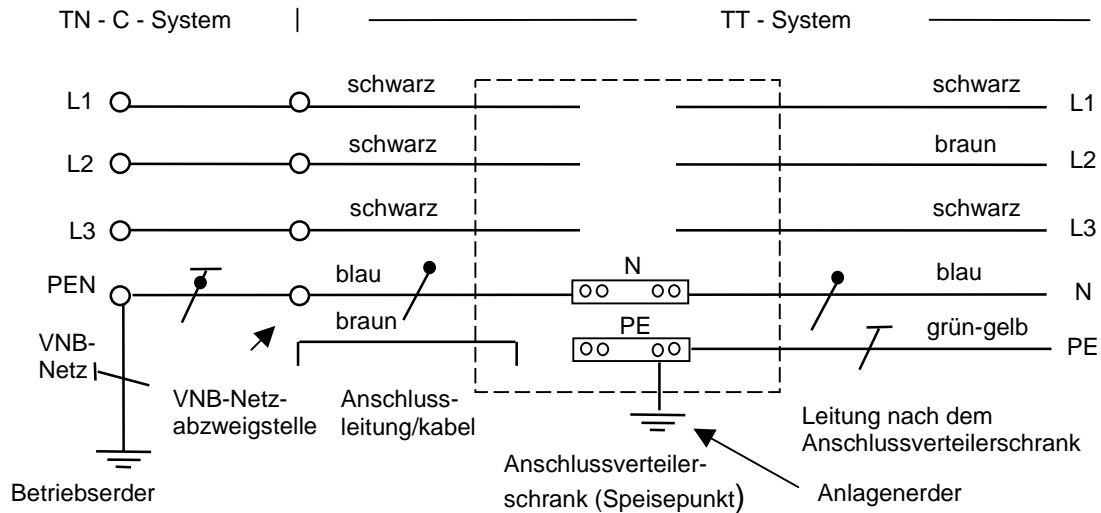 TN - C - System
TT - System
L1
schwarz
schwarz
L1
L2
schwarz
braun
L2
L3
schwarz
schwarz
L3
PEN
blau
N
blau
N
braun
PE
grün-gelb
PE
VNB-
Netz
VNB-Netz-
abzweigstelle
Anschluss-
leitung/kabel
Leitung nach dem
Anschlussverteilerschrank
Betriebserder
Anschlussverteiler-
schrank (Speisepunkt)
Anlagenerder